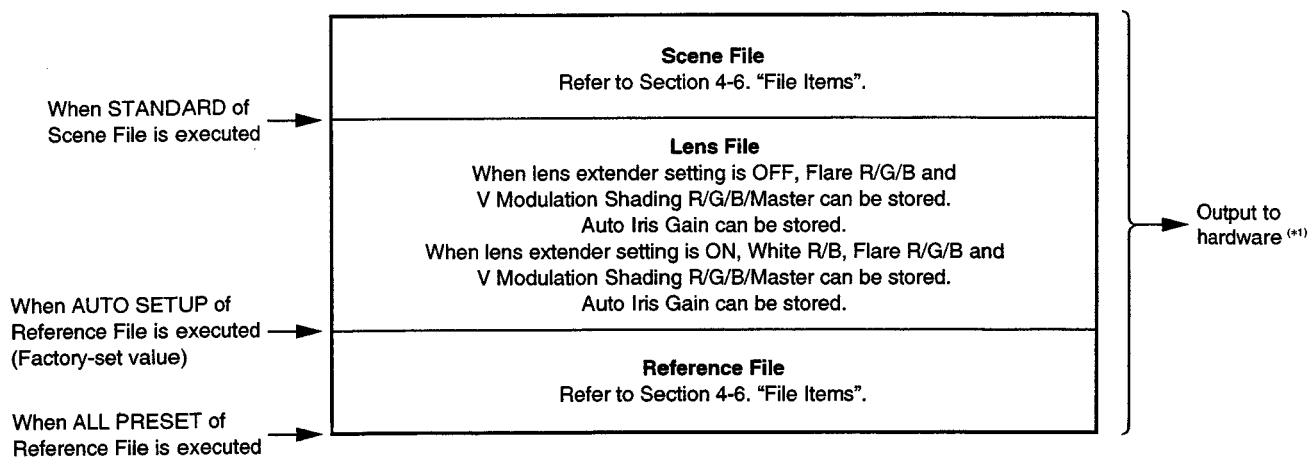 Scene File
Refer to Section 4-6. “File Items”.
When STANDARD of
Scene File is executed
Lens File
When lens extender setting is OFF, Flare R/G/B and
V Modulation Shading R/G/B/Master can be stored.
Auto Iris Gain can be stored.
When lens extender setting is ON, White R/B, Flare R/G/B and
V Modulation Shading R/G/B/Master can be stored.
Auto Iris Gain can be stored.
Output to
hardware (*1)
When AUTO SETUP of
Reference File is executed
(Factory-set value)
Reference File
Refer to Section 4-6. “File Items”.
When ALL PRESET of
Reference File is executed